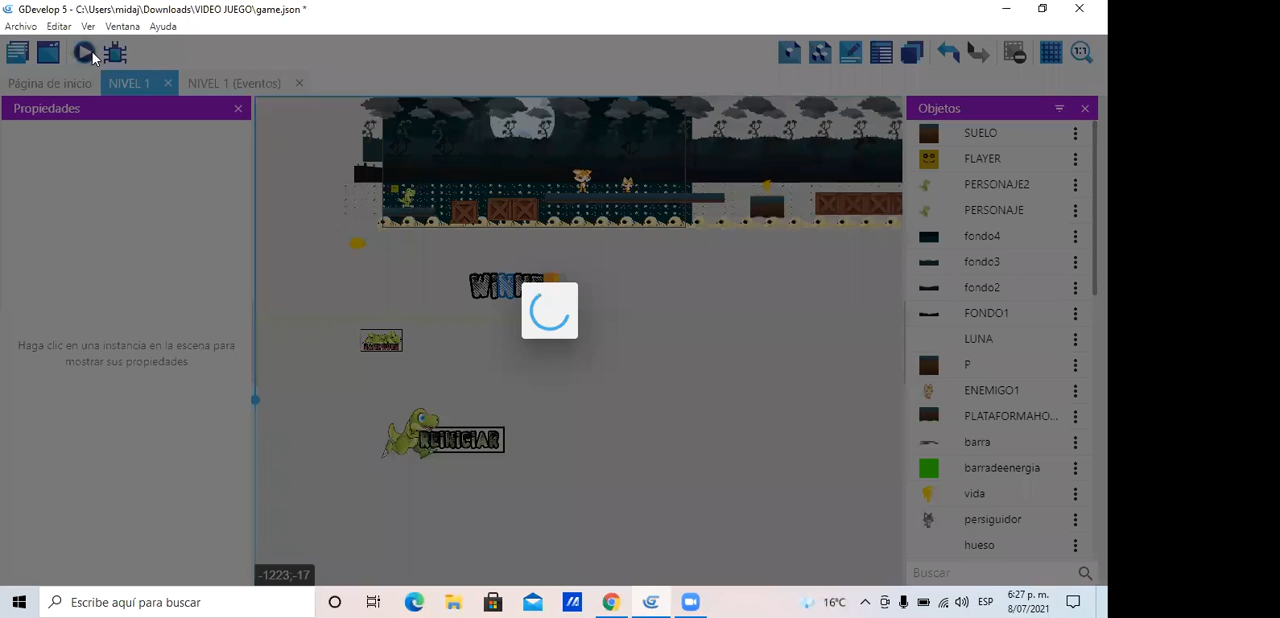 GDevelop 5 - C:\Users\midaj\Downloads\VIDEO JUEGO\game.json *
Archivo Editar Ver Ventana Ayuda
Página de inicio NIVEL 1 NIVEL 1 (Eventos)
Propiedades
Haga clic en una instancia en la escena para
mostrar sus propiedades
REINICIAR
-1223;-17
Objetos
SUELO
FLAYER
PERSONAJE2
PERSONAJE
fondo4
fondo3
fondo2
FONDO1
LUNA
P
ENEMIGO1
PLATAFORMAHO...
barra
barradeenergia
vida
persiguidor
hueso
Buscar
1:1
Escribe aquí para buscar
16°C
ESP
6:27 p. m.
8/07/2021